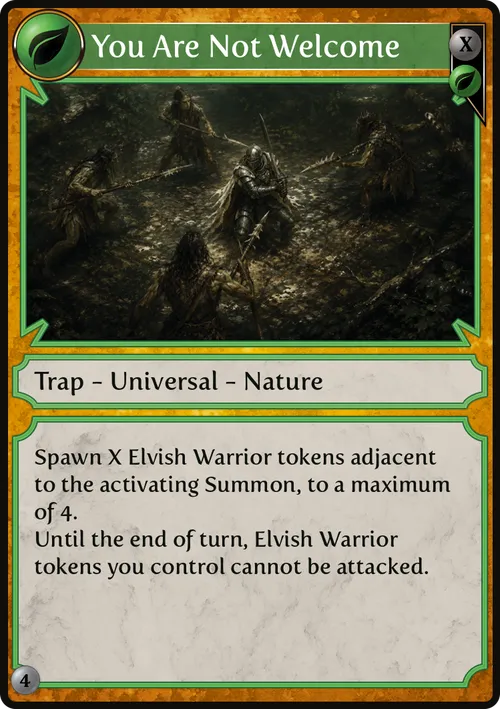 You Are Not Welcome
X
Trap - Universal - Nature
Spawn X Elvish Warrior tokens adjacent
to the activating Summon, to a maximum
of 4.
Until the end of turn, Elvish Warrior
tokens you control cannot be attacked.
4